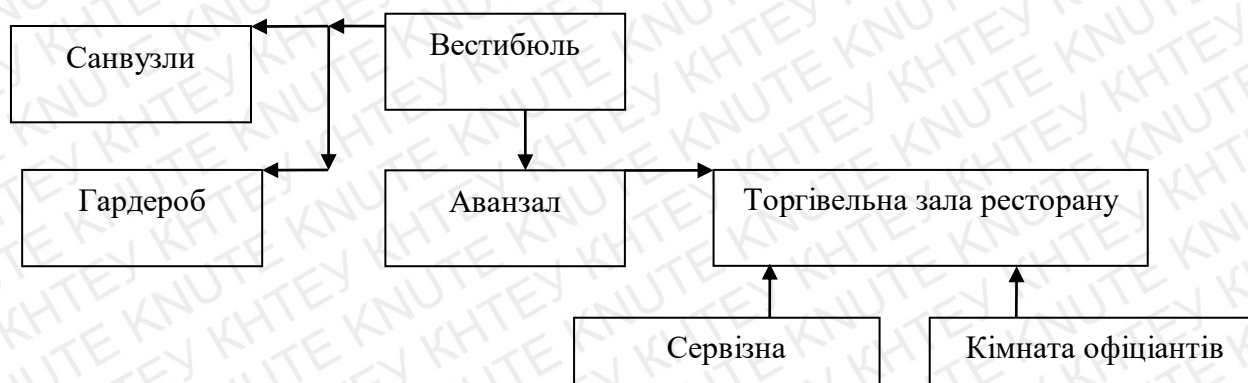 Санвузли
Вестибюль
Гардероб
Аванзал
Торгівельна зала ресторану
Сервізна
Кімната офіціантів